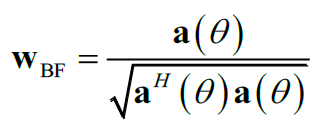 𝐰_BF = 𝐚(θ) / √(𝐚^H(θ)𝐚(θ))